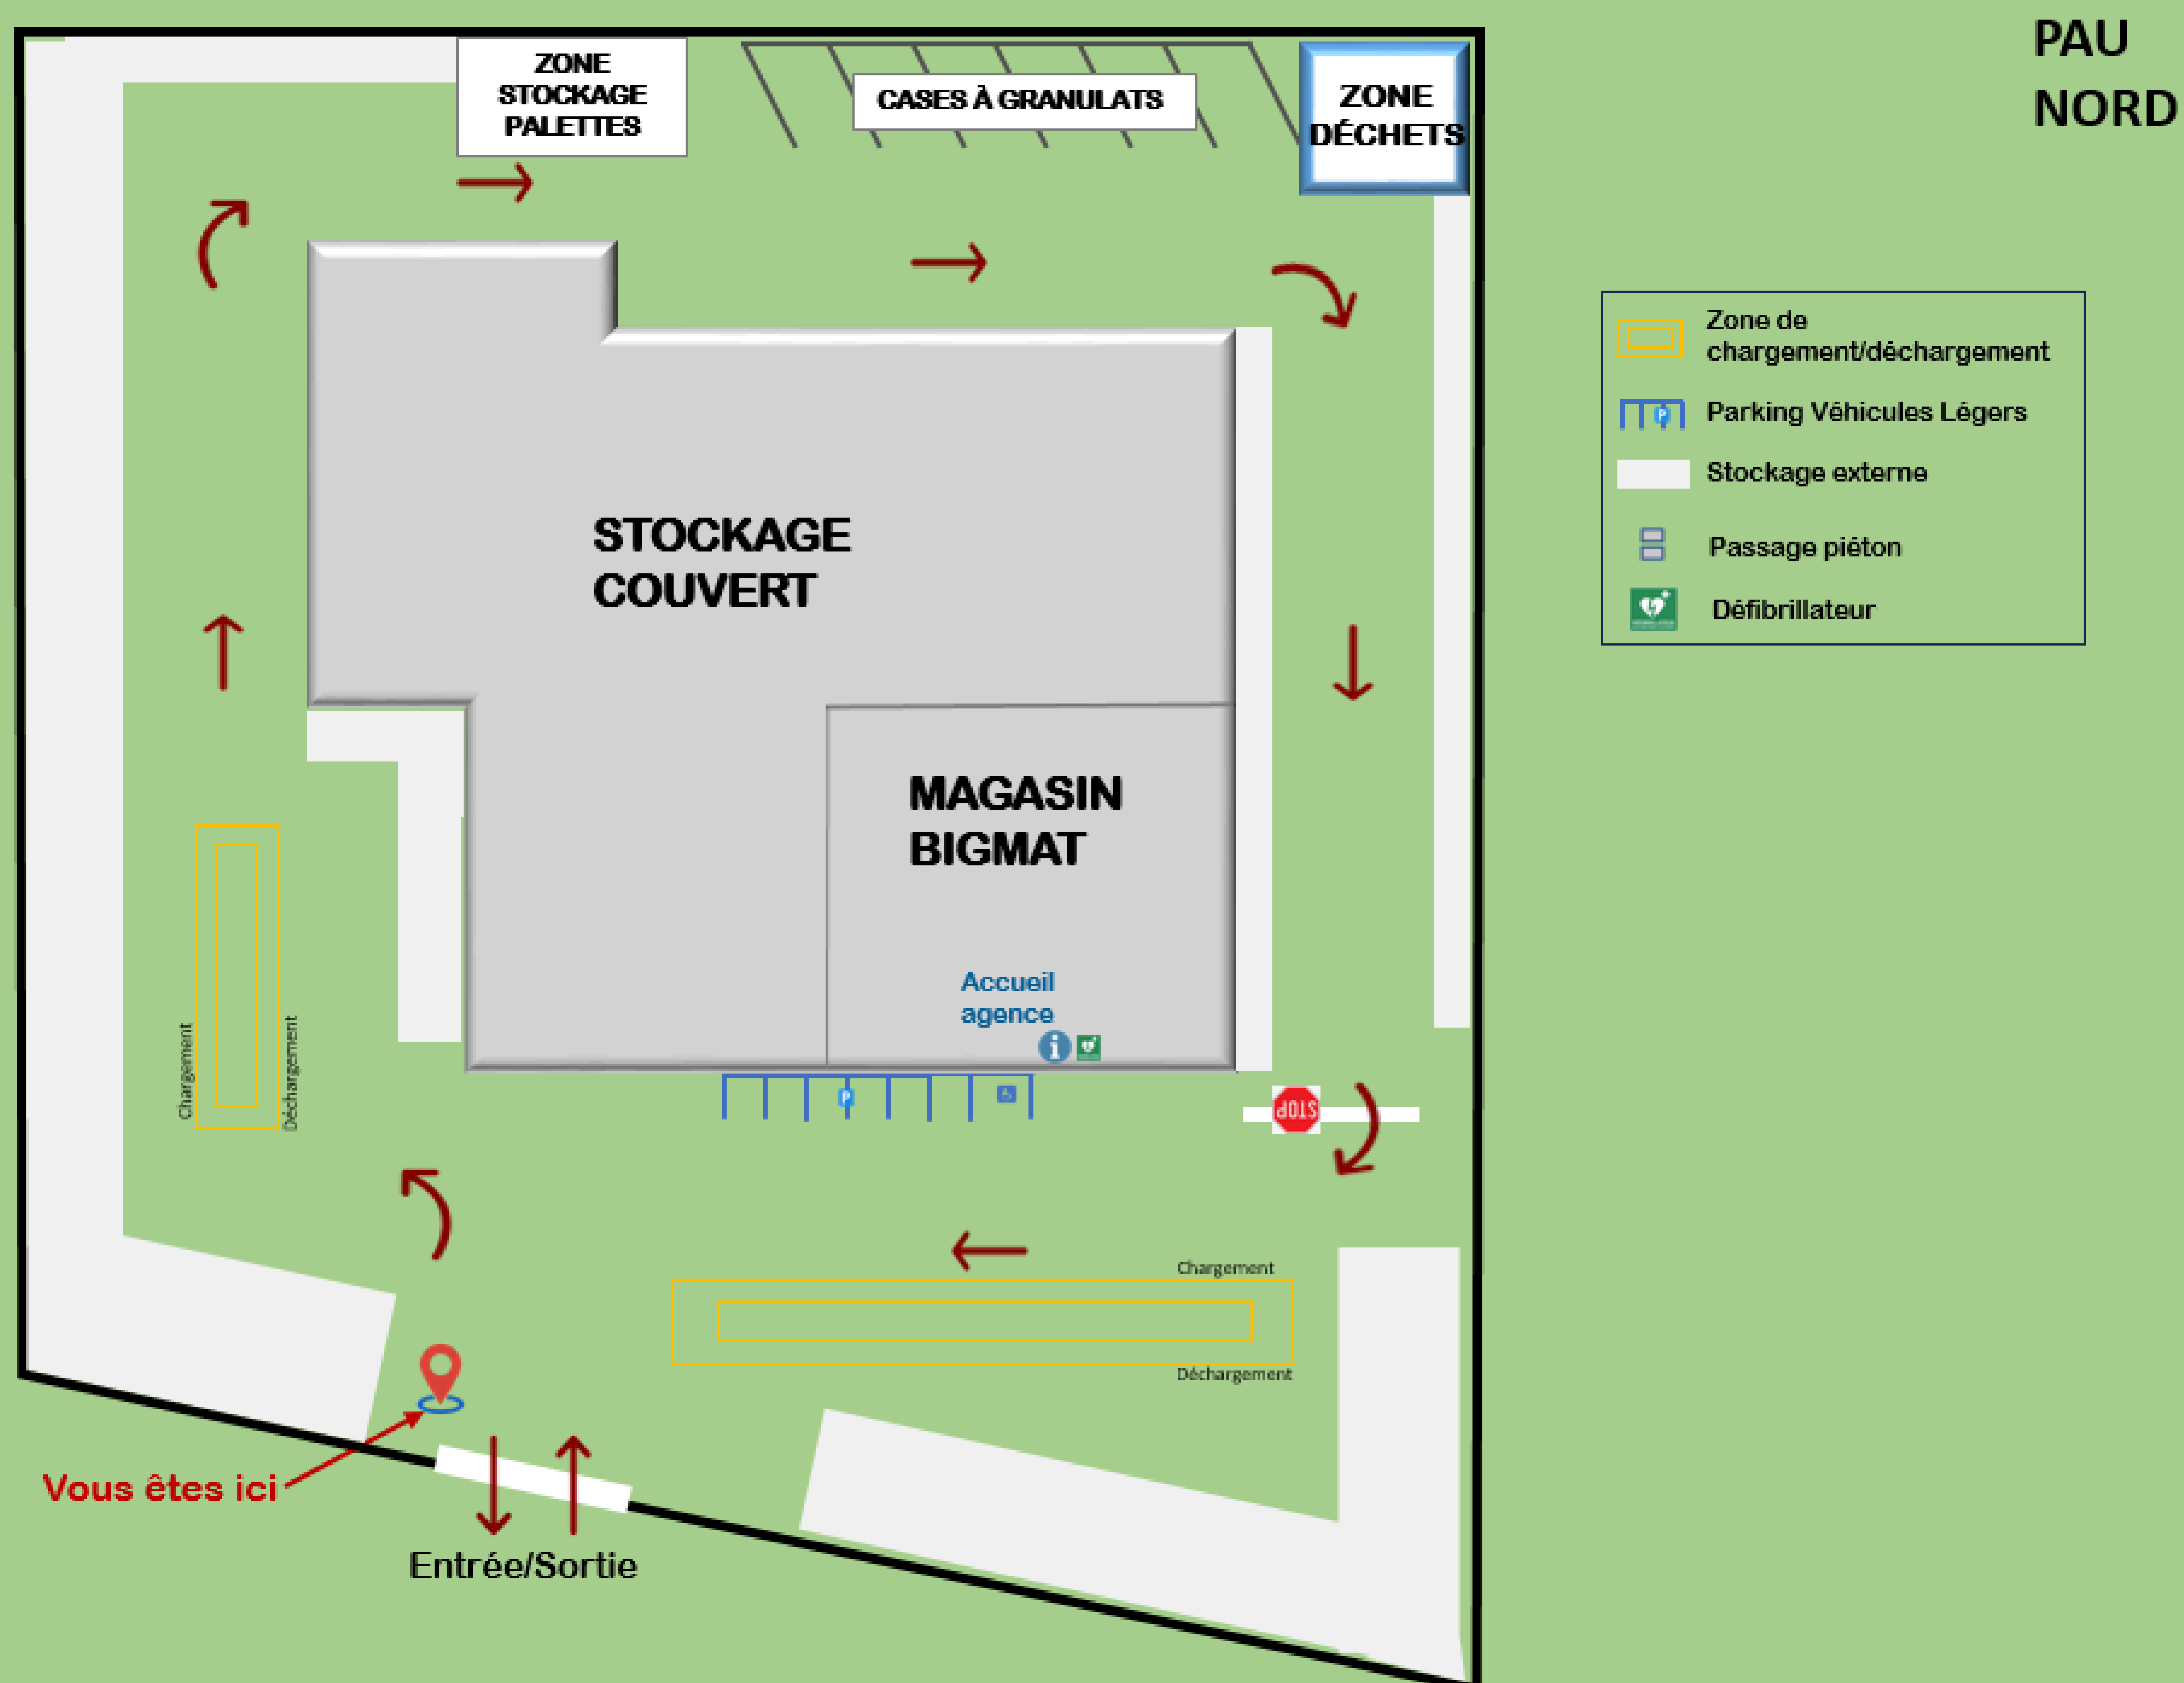 PAU
NORD
ZONE
STOCKAGE
PALETTES
CASES À GRANULATS
ZONE
DÉCHETS
Zone de
chargement/déchargement
P
Parking Véhicules Légers
Stockage externe
Passage piéton
Défibrillateur
STOCKAGE
COUVERT
MAGASIN
BIGMAT
Accueil
agence
i
Chargement
Déchargement
P
STOP
Chargement
Déchargement
Vous êtes ici
Entrée/Sortie